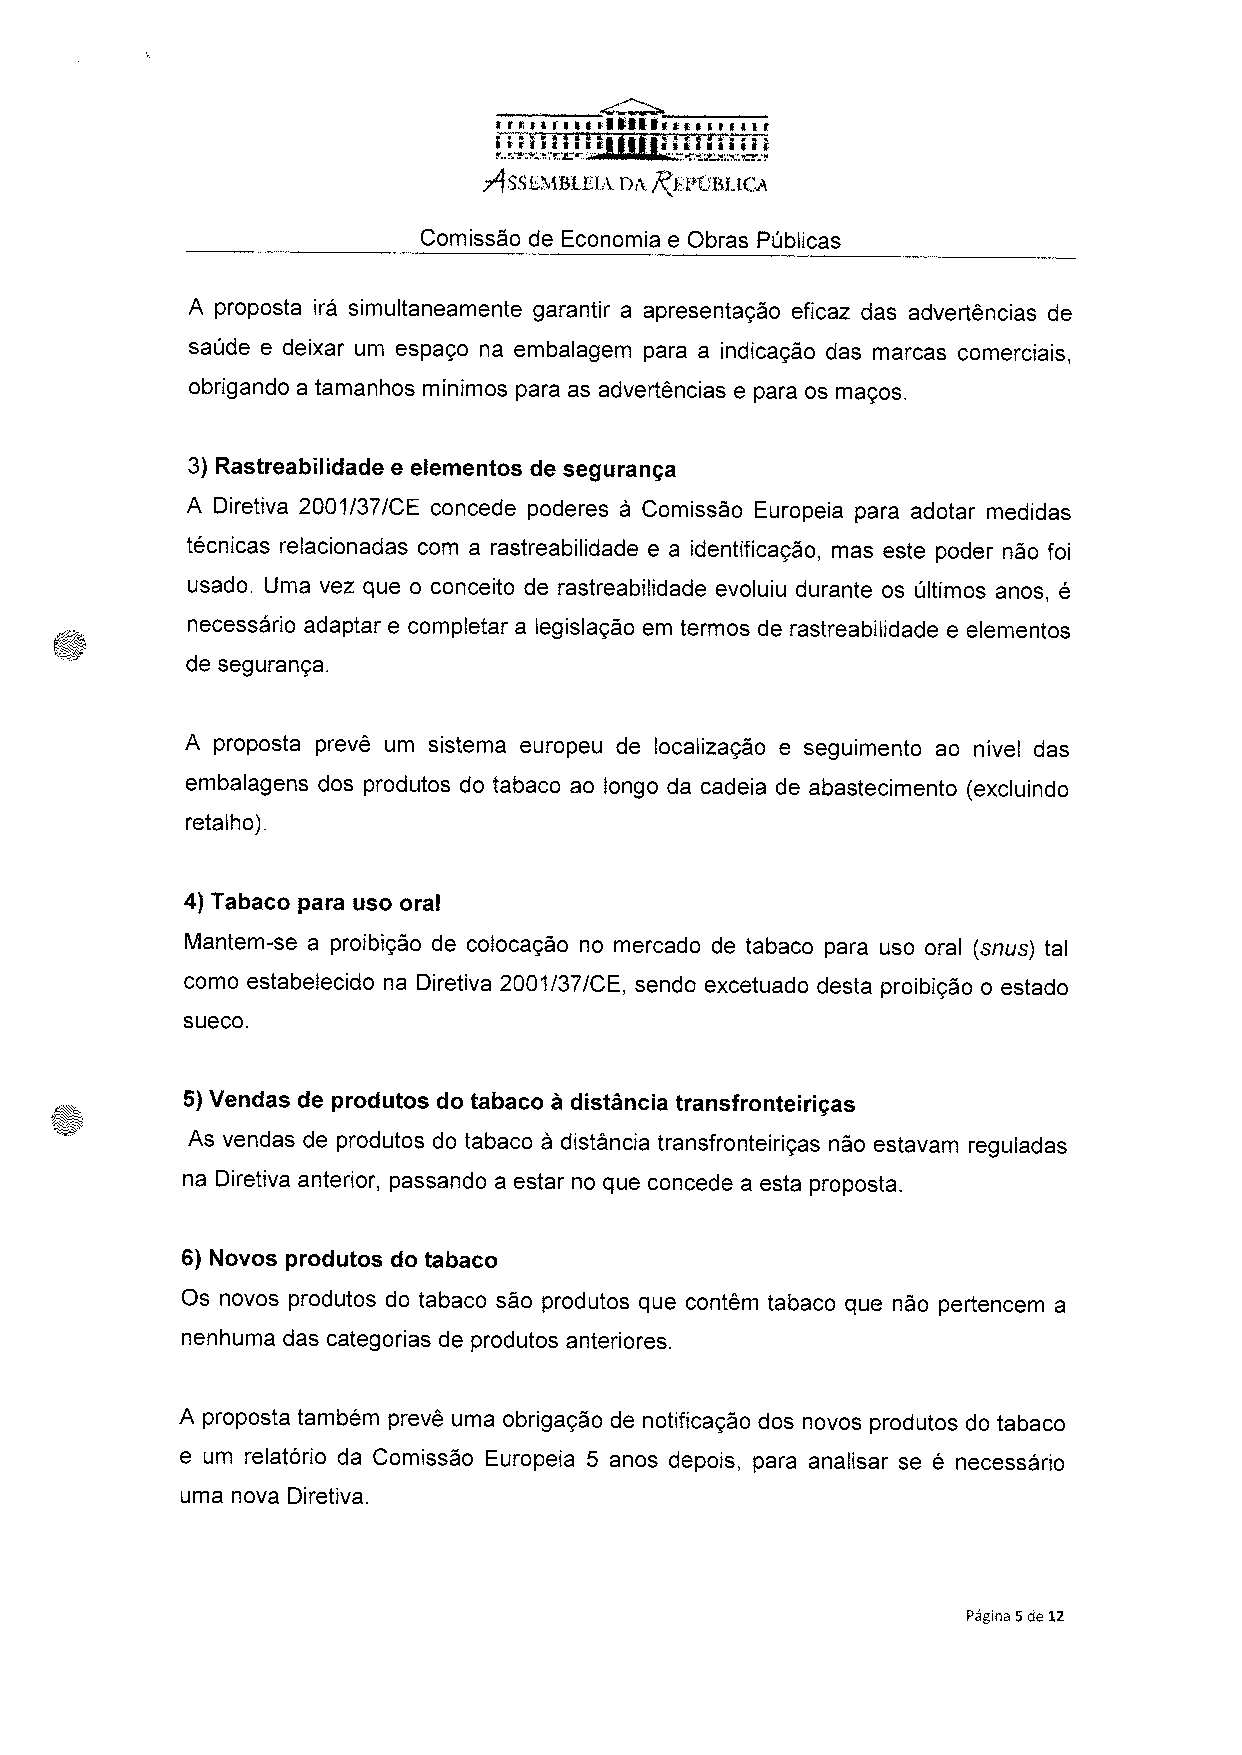 ASSEMBLEIA DA REPÚBLICA
Comissão de Economia e Obras Públicas
A proposta irá simultaneamente garantir a apresentação eficaz das advertências de
saúde e deixar um espaço na embalagem para a indicação das marcas comerciais,
obrigando a tamanhos mínimos para as advertências e para os maços.
3) Rastreabilidade e elementos de segurança
A Diretiva 2001/37/CE concede poderes à Comissão Europeia para adotar medidas
técnicas relacionadas com a rastreabilidade e a identificação, mas este poder não foi
usado. Uma vez que o conceito de rastreabilidade evoluiu durante os últimos anos, é
necessário adaptar e completar a legislação em termos de rastreabilidade e elementos
de segurança.
A proposta prevê um sistema europeu de localização e seguimento ao nível das
embalagens dos produtos do tabaco ao longo da cadeia de abastecimento (excluindo
retalho).
4) Tabaco para uso oral
Mantem-se a proibição de colocação no mercado de tabaco para uso oral (snus) tal
como estabelecido na Diretiva 2001/37/CE, sendo excetuado desta proibição o estado
sueco.
5) Vendas de produtos do tabaco à distância transfronteiriças
As vendas de produtos do tabaco à distância transfronteiriças não estavam reguladas
na Diretiva anterior, passando a estar no que concede a esta proposta.
6) Novos produtos do tabaco
Os novos produtos do tabaco são produtos que contêm tabaco que não pertencem a
nenhuma das categorias de produtos anteriores.
A proposta também prevê uma obrigação de notificação dos novos produtos do tabaco
e um relatório da Comissão Europeia 5 anos depois, para analisar se é necessário
uma nova Diretiva.
Página 5 de 12